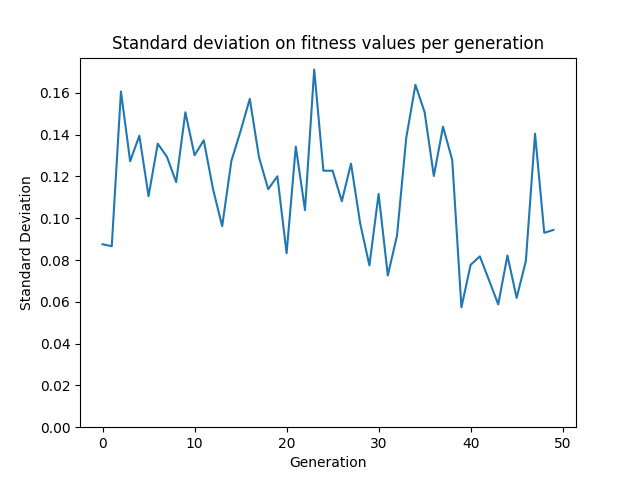 Standard deviation on fitness values per generation
0.16
0.14
0.12
0.10
0.08
0.06
0.04
0.02
0.00
Standard Deviation
0 10 20 30 40 50
Generation